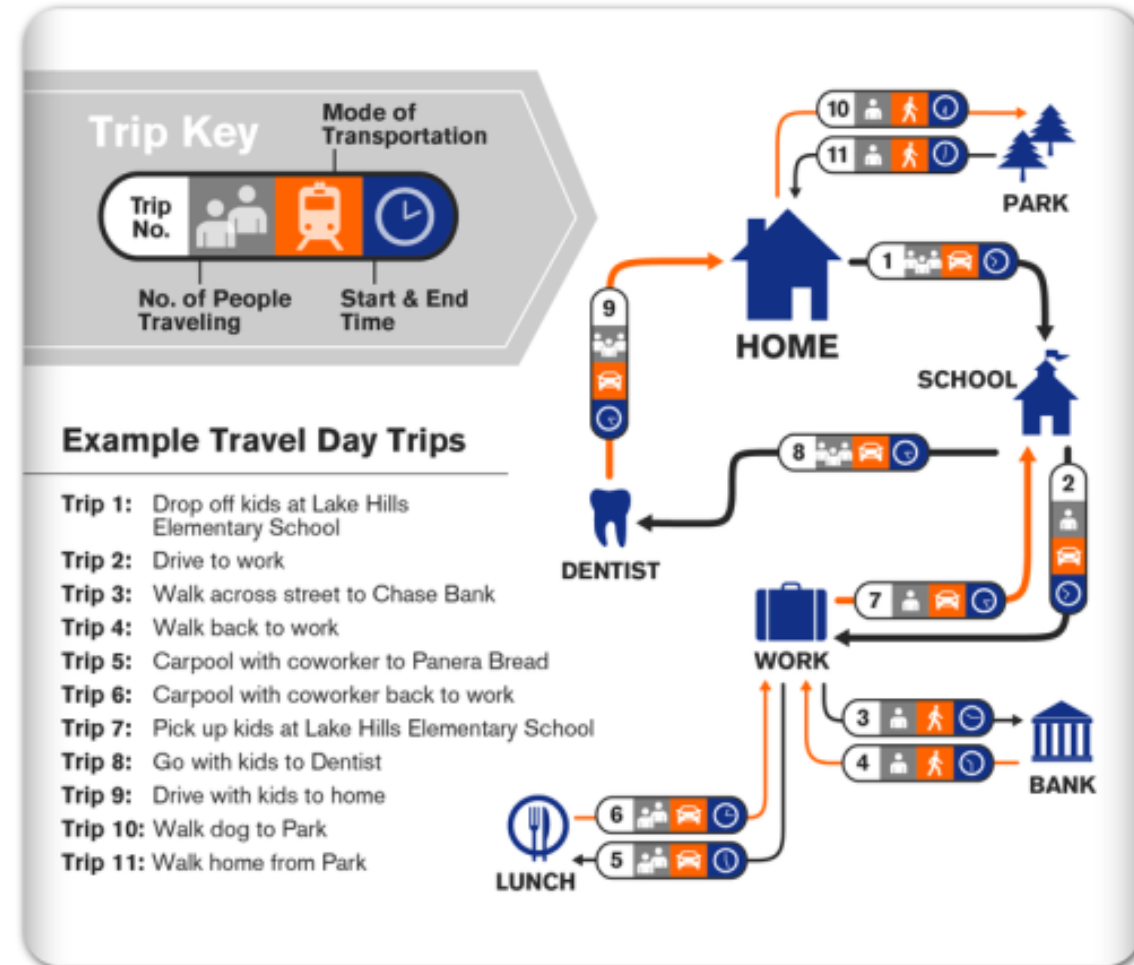 Trip Key
Mode of
Transportation
Trip
No.
No. of People
Traveling
Start & End
Time
Example Travel Day Trips
Trip 1: Drop off kids at Lake Hills
Elementary School
Trip 2: Drive to work
Trip 3: Walk across street to Chase Bank
Trip 4: Walk back to work
Trip 5: Carpool with coworker to Panera Bread
Trip 6: Carpool with coworker back to work
Trip 7: Pick up kids at Lake Hills Elementary School
Trip 8: Go with kids to Dentist
Trip 9: Drive with kids to home
Trip 10: Walk dog to Park
Trip 11: Walk home from Park
10
11
PARK
1
HOME
9
SCHOOL
8
2
DENTIST
7
WORK
3
4
BANK
6
5
LUNCH